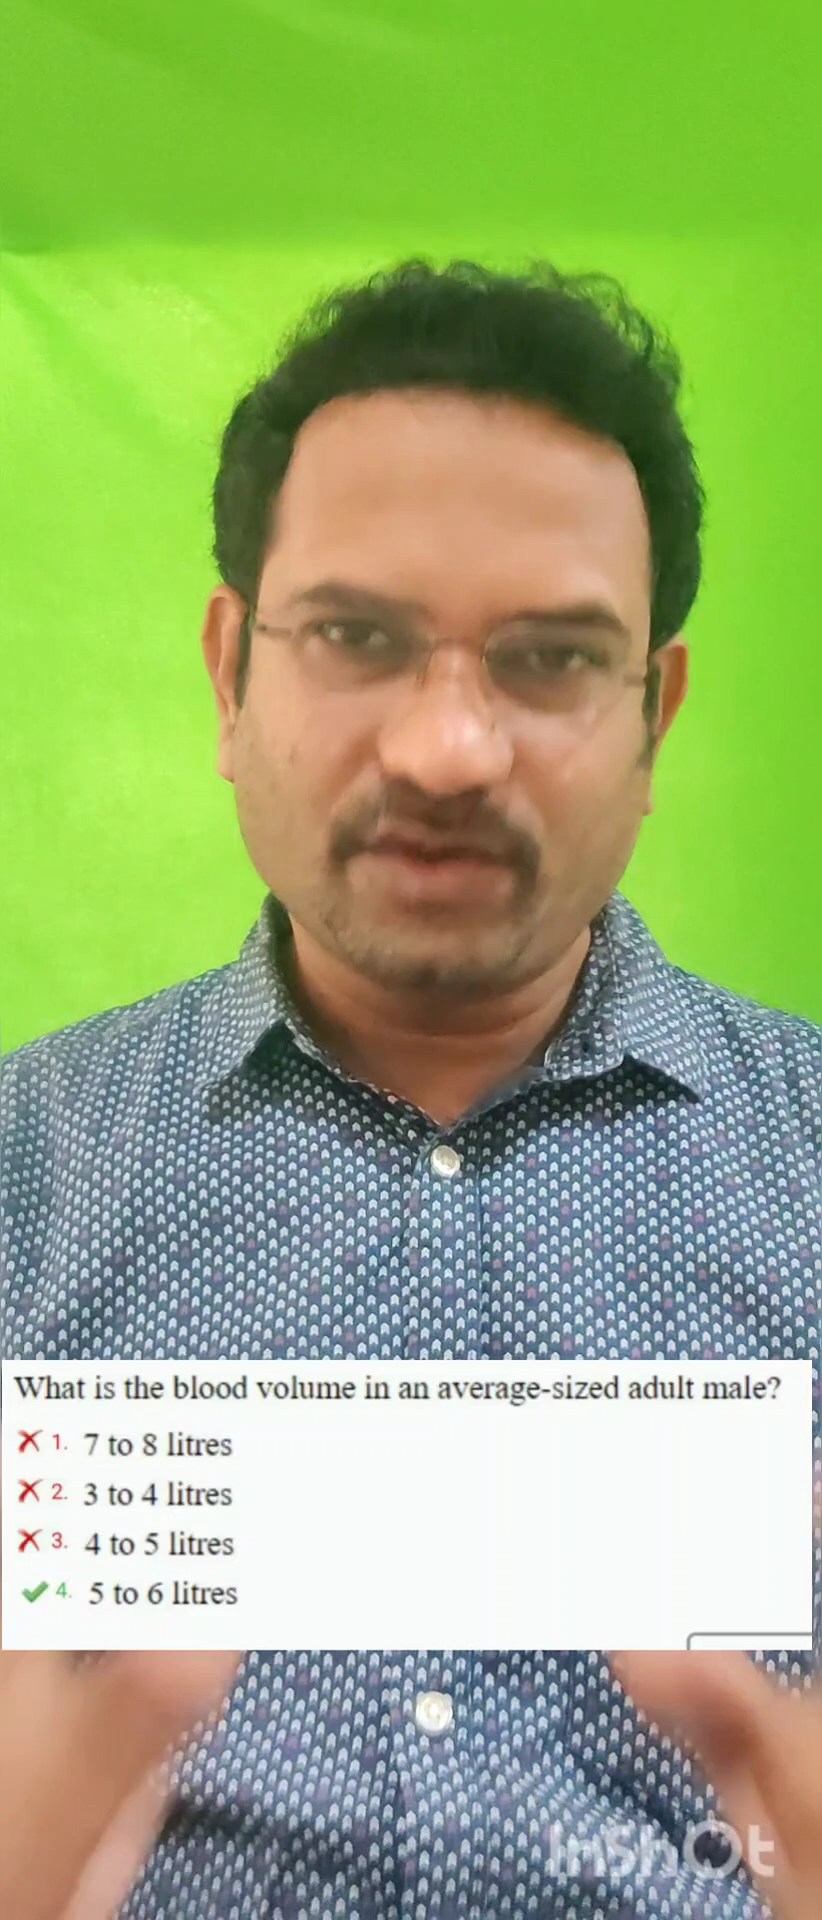 What is the blood volume in an average-sized adult male?
1. 7 to 8 litres
2. 3 to 4 litres
3. 4 to 5 litres
4. 5 to 6 litres
InShOt